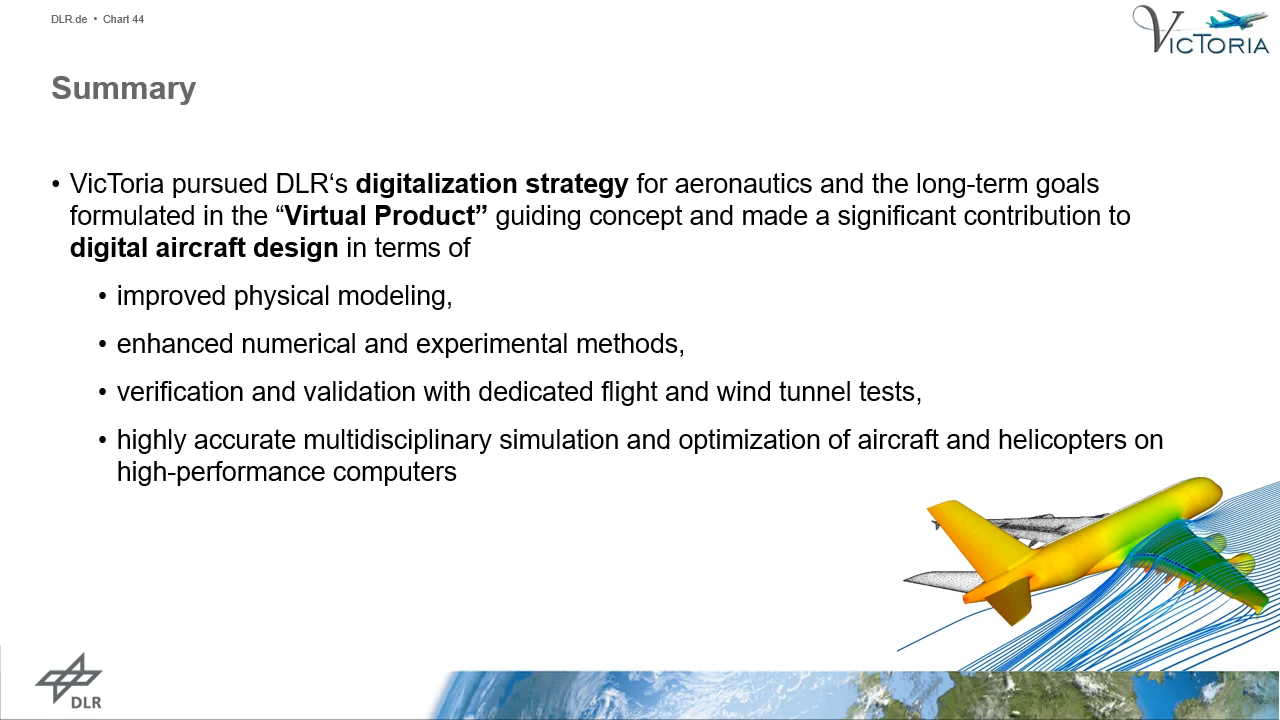 DLR.de • Chart 44
VICTORIA
Summary
• VicToria pursued DLR‘s digitalization strategy for aeronautics and the long-term goals
formulated in the “Virtual Product” guiding concept and made a significant contribution to
digital aircraft design in terms of
• improved physical modeling,
• enhanced numerical and experimental methods,
• verification and validation with dedicated flight and wind tunnel tests,
• highly accurate multidisciplinary simulation and optimization of aircraft and helicopters on
high-performance computers
DLR